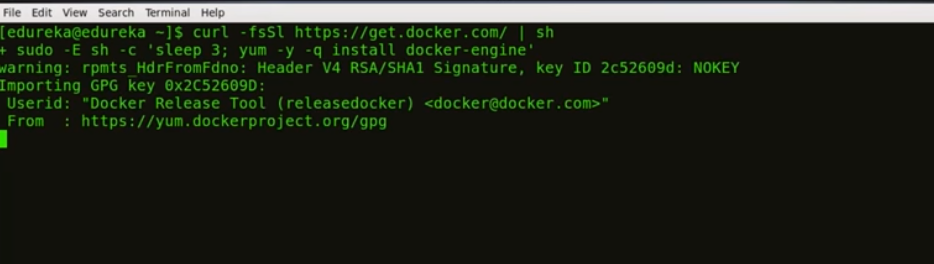 File Edit View Search Terminal Help
[edureka@edureka ~]$ curl -fsSl https://get.docker.com/ | sh
+ sudo -E sh -c 'sleep 3; yum -y -q install docker-engine'
warning: rpmts_HdrFromFdno: Header V4 RSA/SHA1 Signature, key ID 2c52609d: NOKEY
Importing GPG key 0x2C52609D:
 Userid: "Docker Release Tool (releasedocker) <docker@docker.com>"
 From  : https://yum.dockerproject.org/gpg